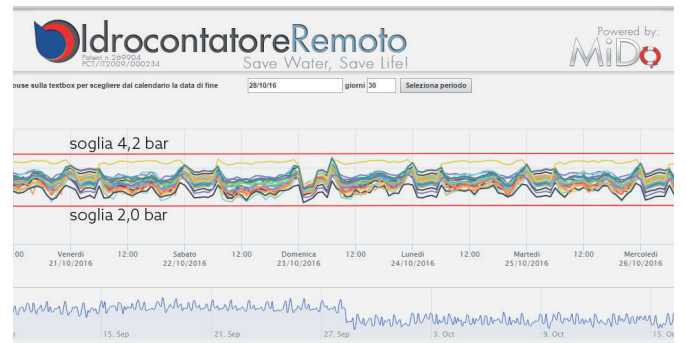 IdrocontatoreRemoto
Patent n.269904
PCT/IT2009/000234
Save Water, Save Life!
Powered by:
MiDo
ouse sulla textbox per scegliere dal calendario la data di fine
28/10/16
giorni
30
Seleziona periodo
soglia 4,2 bar
soglia 2,0 bar
:00
Venerdì
21/10/2016
12:00
Sabato
22/10/2016
12:00
Domenica
23/10/2016
12:00
Lunedì
24/10/2016
12:00
Martedì
25/10/2016
12:00
Mercoledì
26/10/2016
15. Sep
21. Sep
27. Sep
3. Oct
9. Oct
15. O